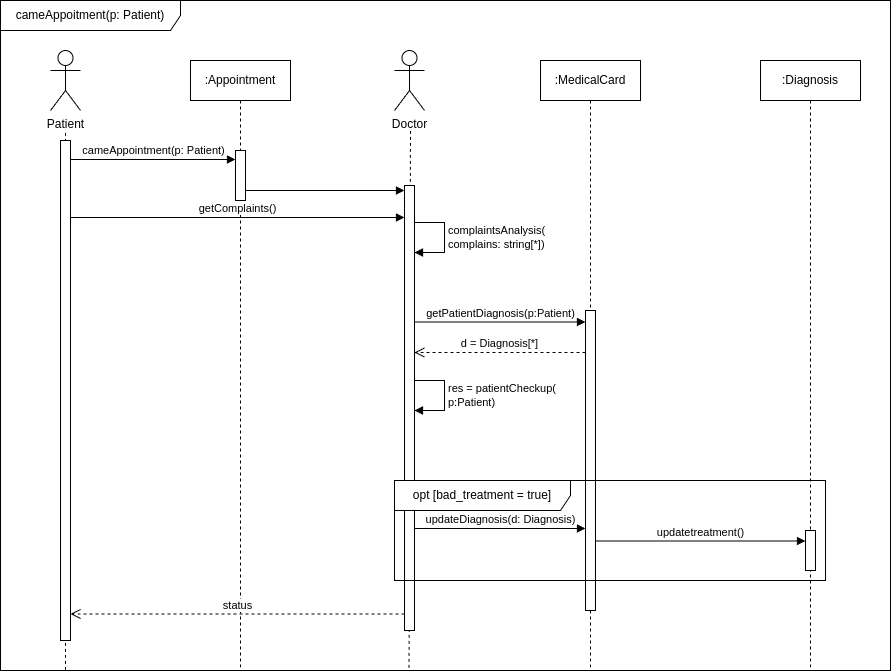 cameAppoitment(p: Patient)
:Appointment
:MedicalCard
:Diagnosis
Patient
Doctor
cameAppointment(p: Patient)
getComplaints()
complaintsAnalysis(
complains: string[*])
getPatientDiagnosis(p:Patient)
d = Diagnosis[*]
res = patientCheckup(
p:Patient)
opt [bad_treatment = true]
updateDiagnosis(d: Diagnosis)
updatetreatment()
status